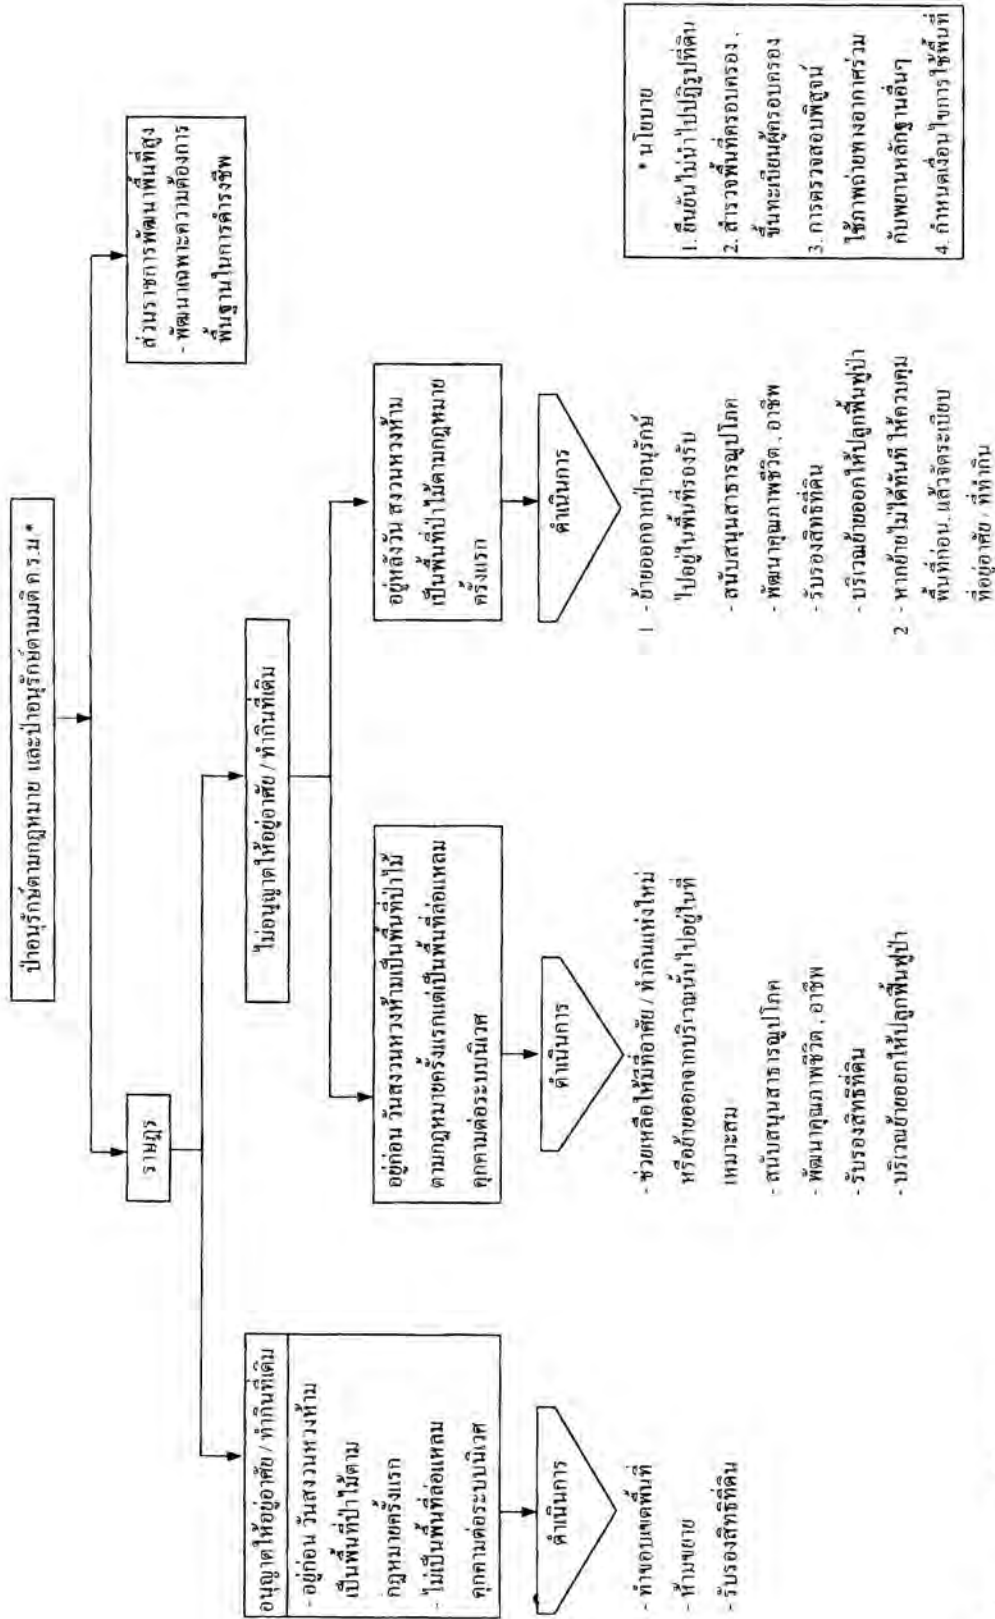 ป่าอนุรักษ์ตามกฎหมาย และป่าอนุรักษ์ตามมติ ค.ร.ม.*
ราษฎร
ส่วนราชการพัฒนาพื้นที่สูง
- พัฒนาเฉพาะความต้องการ
พื้นฐานในการดำรงชีพ
อนุญาตให้อยู่อาศัย / ทำกินที่เดิม
- อยู่ก่อน วันสงวนหวงห้าม
เป็นพื้นที่ป่าไม้ตาม
กฎหมายครั้งแรก
- ไม่เป็นพื้นที่ล่อแหลม
คุกคามต่อระบบนิเวศ
ดำเนินการ
- ทำขอบเขตพื้นที่
- ห้ามขยาย
- รับรองสิทธิที่ดิน
ไม่อนุญาตให้อยู่อาศัย / ทำกินที่เดิม
อยู่ก่อน วันสงวนหวงห้ามเป็นพื้นที่ป่าไม้
ตามกฎหมายครั้งแรกแต่เป็นพื้นที่ล่อแหลม
คุกคามต่อระบบนิเวศ
ดำเนินการ
- ช่วยเหลือให้มีที่อาศัย / ทำกินแห่งใหม่
หรือย้ายออกจากบริเวณนั้นไปอยู่ในที่
เหมาะสม
- สนับสนุนสาธารณูปโภค
- พัฒนาคุณภาพชีวิต , อาชีพ
- รับรองสิทธิที่ดิน
- บริเวณย้ายออกให้ปลูกฟื้นฟูป่า
อยู่หลังวัน สงวนหวงห้าม
เป็นพื้นที่ป่าไม้ตามกฎหมาย
ครั้งแรก
ดำเนินการ
1 - ย้ายออกจากป่าอนุรักษ์
ไปอยู่ในพื้นที่รองรับ
- สนับสนุนสาธารณูปโภค
- พัฒนาคุณภาพชีวิต , อาชีพ
- รับรองสิทธิที่ดิน
- บริเวณย้ายออกให้ปลูกฟื้นฟูป่า
2 - หากย้ายไม่ได้ทันที ให้ควบคุม
พื้นที่ก่อน, แล้วจัดระเบียบ
ที่อยู่อาศัย / ที่ทำกิน
* นโยบาย
1. ยืนยันไม่นำไปปฏิรูปที่ดิน
2. สำรวจพื้นที่ครอบครอง ,
ขึ้นทะเบียนผู้ครอบครอง
3. การตรวจสอบพิสูจน์
ใช้ภาพถ่ายทางอากาศร่วม
กับพยานหลักฐานอื่นๆ
4. กำหนดเงื่อนไขการใช้พื้นที่